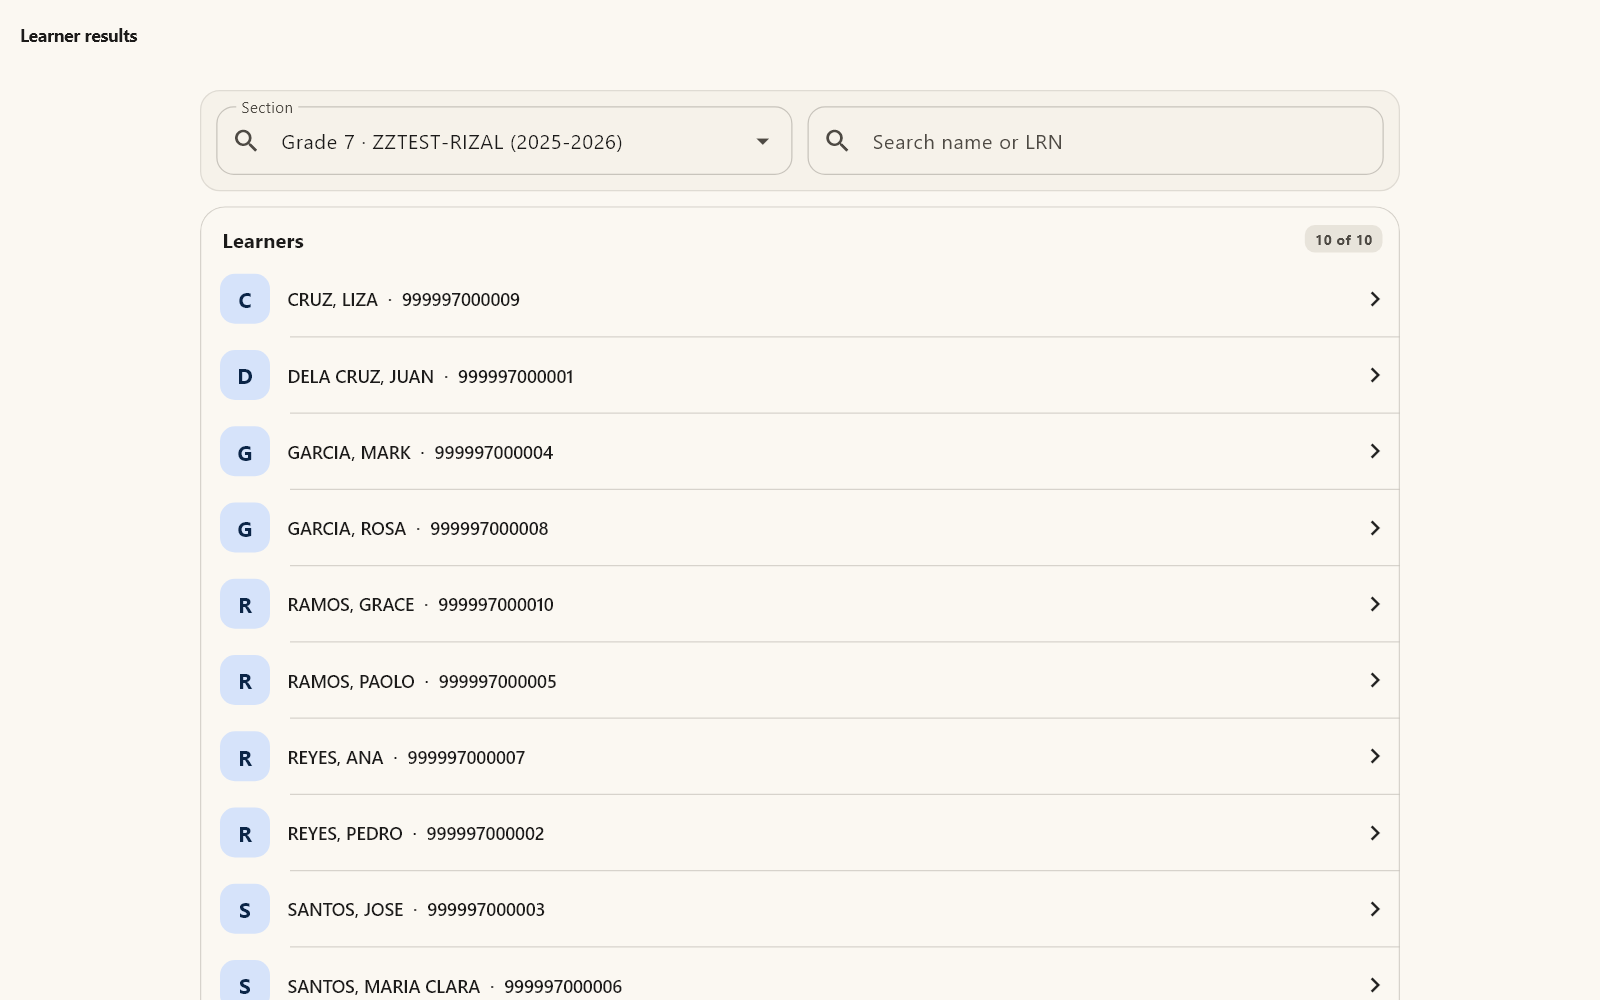 Learner results
Section
Grade 7 · ZZTEST-RIZAL (2025-2026)
Search name or LRN
Learners
10 of 10
C
CRUZ, LIZA · 999997000009
D
DELA CRUZ, JUAN · 999997000001
G
GARCIA, MARK · 999997000004
G
GARCIA, ROSA · 999997000008
R
RAMOS, GRACE · 999997000010
R
RAMOS, PAOLO · 999997000005
R
REYES, ANA · 999997000007
R
REYES, PEDRO · 999997000002
S
SANTOS, JOSE · 999997000003
S
SANTOS, MARIA CLARA · 999997000006